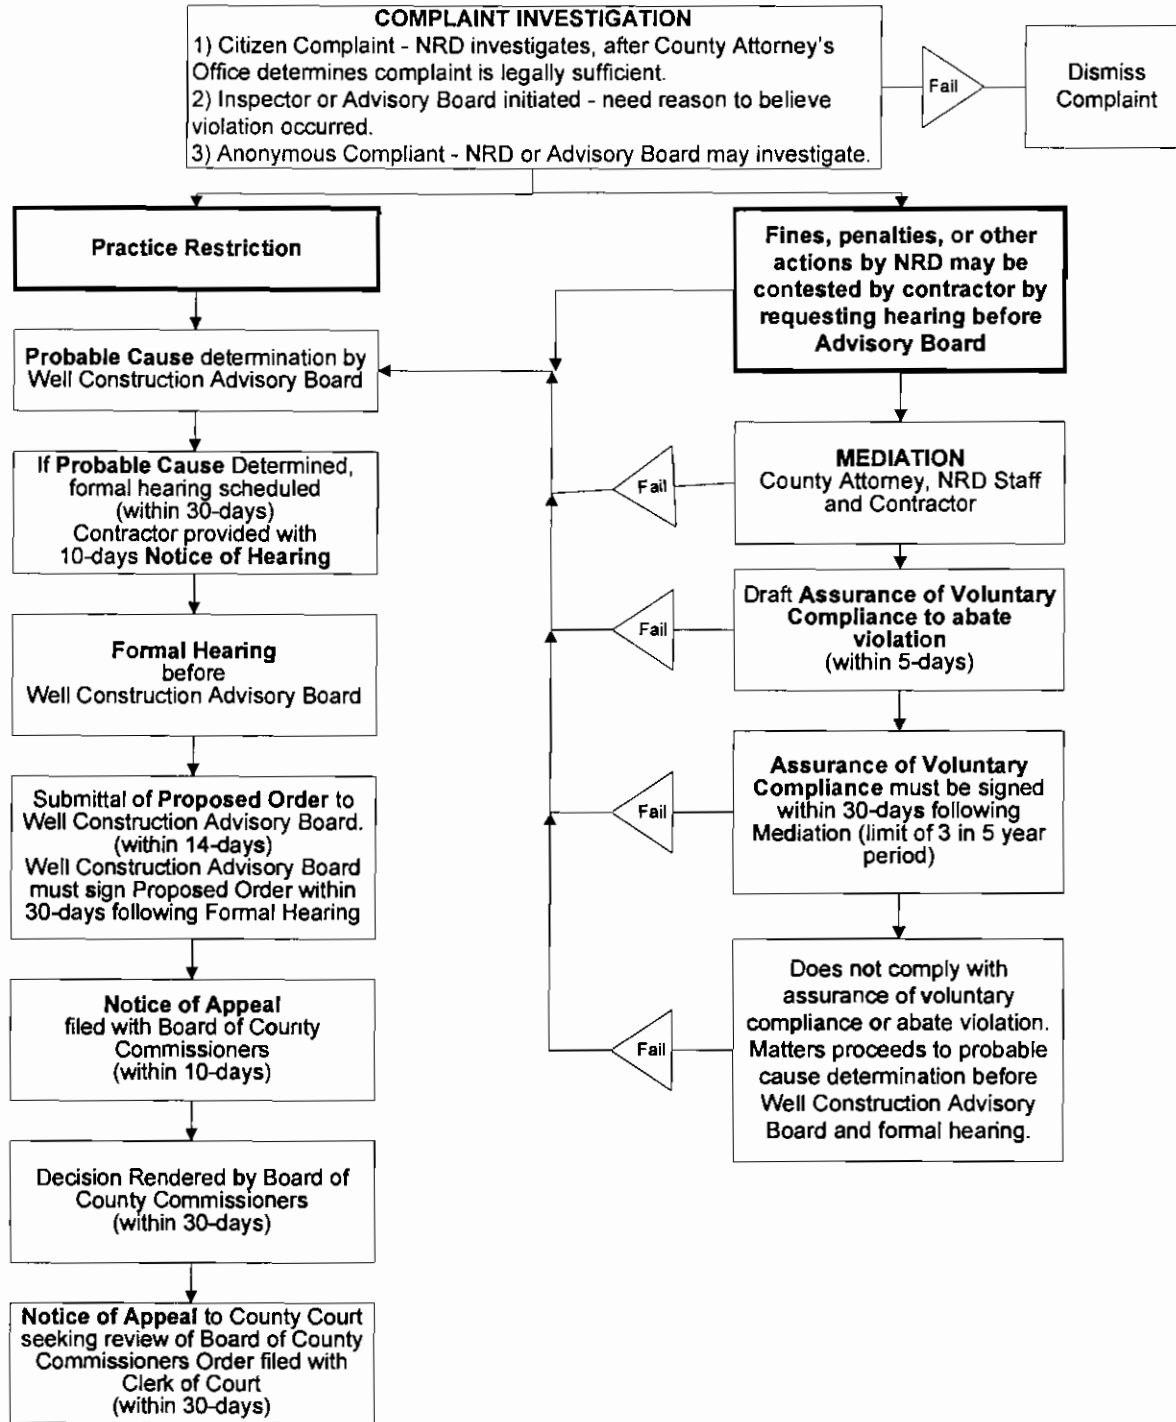 COMPLAINT INVESTIGATION
1) Citizen Complaint - NRD investigates, after County Attorney's
Office determines complaint is legally sufficient.
2) Inspector or Advisory Board initiated - need reason to believe
violation occurred.
3) Anonymous Compliant - NRD or Advisory Board may investigate.
Fail
Dismiss
Complaint
Practice Restriction
Probable Cause determination by
Well Construction Advisory Board
If Probable Cause Determined,
formal hearing scheduled
(within 30-days)
Contractor provided with
10-days Notice of Hearing
Formal Hearing
before
Well Construction Advisory Board
Submittal of Proposed Order to
Well Construction Advisory Board.
(within 14-days)
Well Construction Advisory Board
must sign Proposed Order within
30-days following Formal Hearing
Notice of Appeal
filed with Board of County
Commissioners
(within 10-days)
Decision Rendered by Board of
County Commissioners
(within 30-days)
Notice of Appeal to County Court
seeking review of Board of County
Commissioners Order filed with
Clerk of Court
(within 30-days)
Fines, penalties, or other
actions by NRD may be
contested by contractor by
requesting hearing before
Advisory Board
MEDIATION
County Attorney, NRD Staff
and Contractor
Fail
Draft Assurance of Voluntary
Compliance to abate
violation
(within 5-days)
Fail
Assurance of Voluntary
Compliance must be signed
within 30-days following
Mediation (limit of 3 in 5 year
period)
Fail
Does not comply with
assurance of voluntary
compliance or abate violation.
Matters proceeds to probable
cause determination before
Well Construction Advisory
Board and formal hearing.
Fail